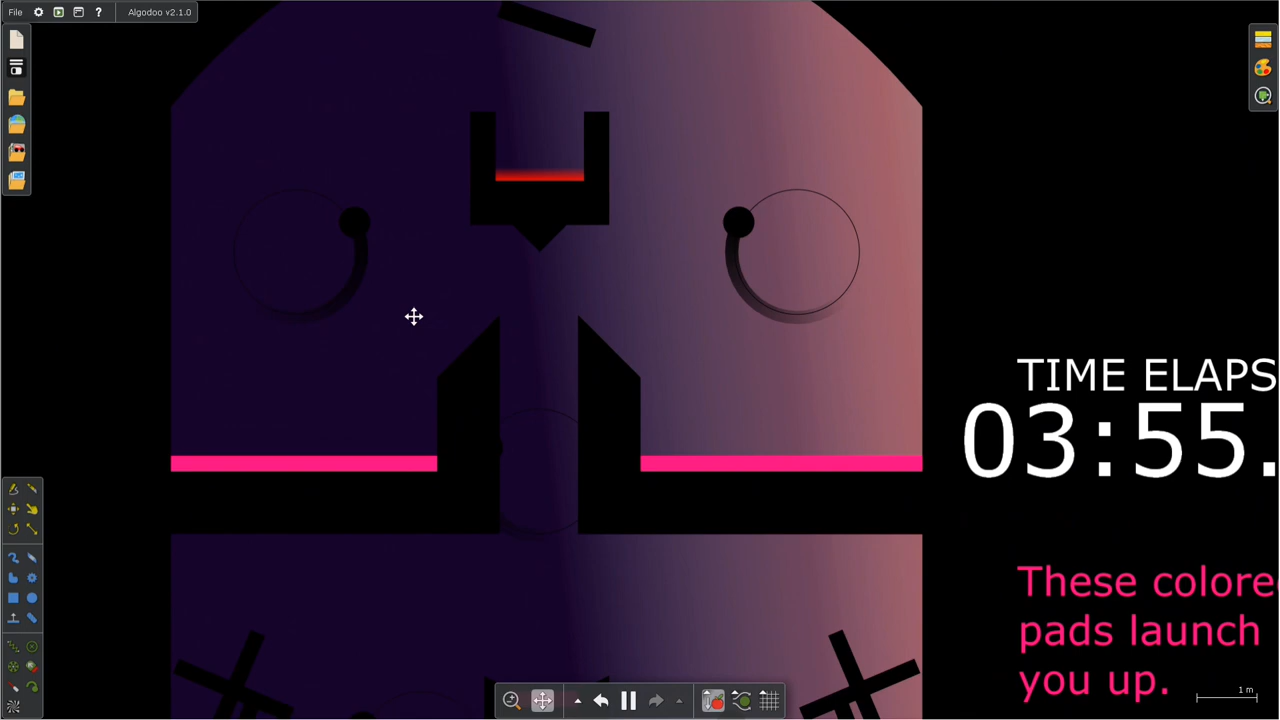 File
?
Algodoo v2.1.0
TIME ELAPS
03:55.
These colore
pads launch
you up.
1 m